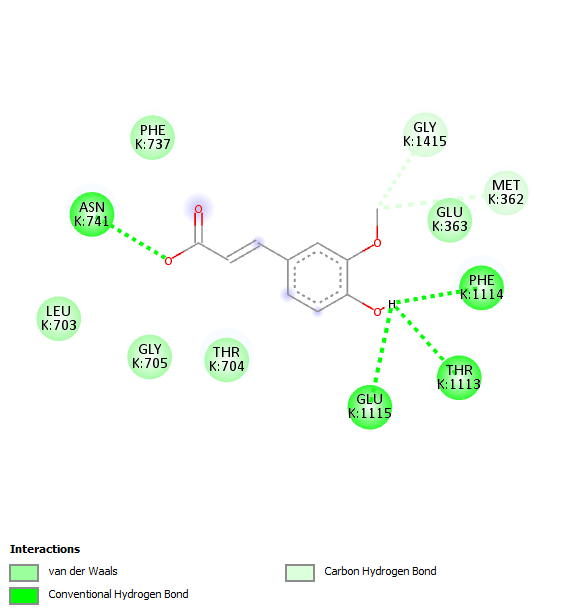 PHE
K:737
GLY
K:1415
MET
K:362
ASN
K:741
O
GLU
K:363
O
O
PHE
K:1114
H
O
LEU
K:703
GLY
K:705
THR
K:704
THR
K:1113
GLU
K:1115
Interactions
van der Waals
Conventional Hydrogen Bond
Carbon Hydrogen Bond